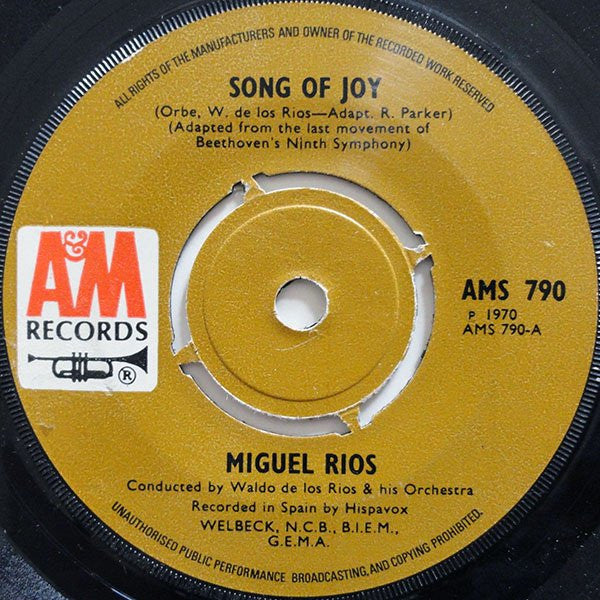 ALL RIGHTS OF THE MANUFACTURERS AND OWNER OF THE RECORDED WORK RESERVED
SONG OF JOY
(Orbe, W. de los Rios—Adapt. R. Parker)
(Adapted from the last movement of
Beethoven's Ninth Symphony)
A&M
RECORDS
®
AMS 790
P 1970
AMS 790-A
MIGUEL RIOS
Conducted by Waldo de los Rios & his Orchestra
Recorded in Spain by Hispavox
WELBECK, N.C.B., B.I.E.M.,
G.E.M.A.
UNAUTHORISED PUBLIC PERFORMANCE BROADCASTING, AND COPYING PROHIBITED.